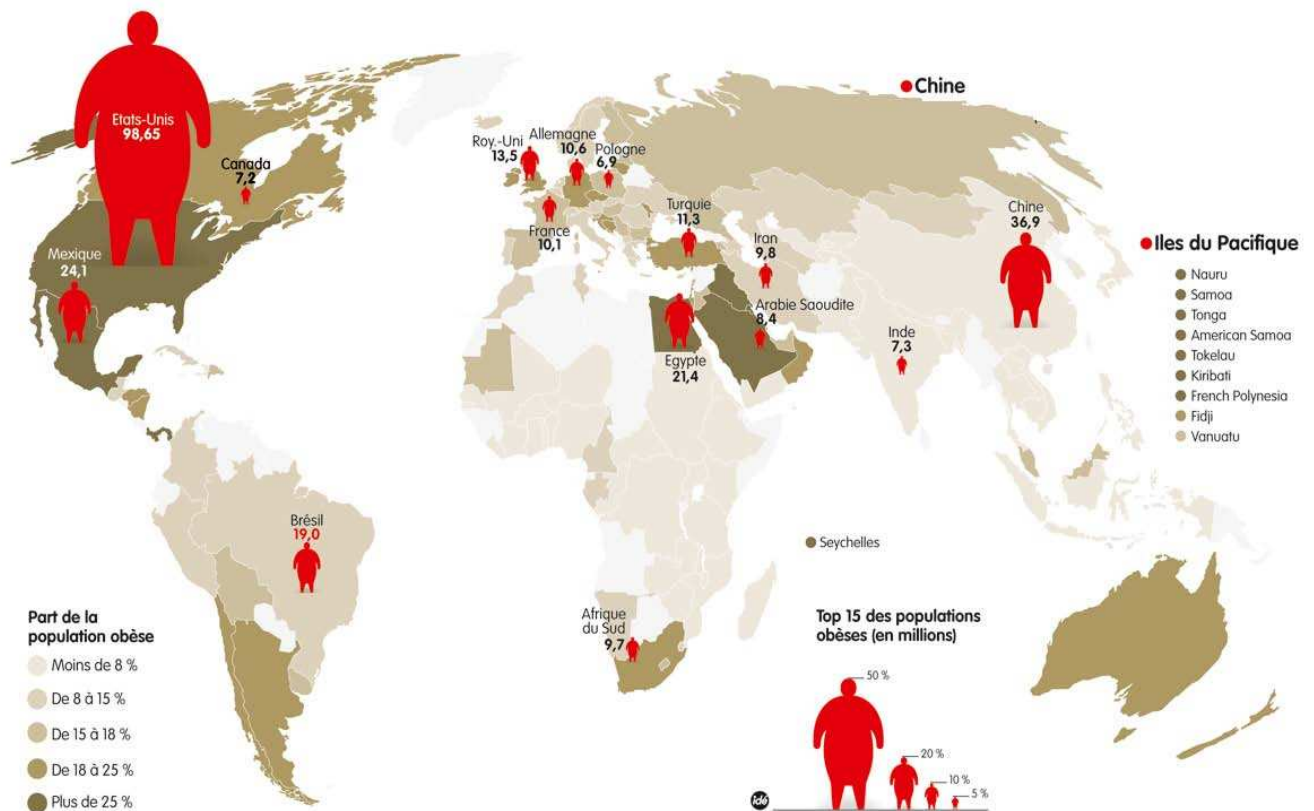 Etats-Unis
98,65
Canada
7,2
Mexique
24,1
Brésil
19,0
Roy.-Uni
13,5
Allemagne
10,6
Pologne
6,9
France
10,1
Turquie
11,3
Iran
9,8
Arabie Saoudite
8,4
Egypte
21,4
Inde
7,3
Chine
36,9
Afrique
du Sud
9,7
Chine
Iles du Pacifique
Nauru
Samoa
Tonga
American Samoa
Tokelau
Kiribati
French Polynesia
Fidji
Vanuatu
Seychelles
Part de la
population obèse
Moins de 8 %
De 8 à 15 %
De 15 à 18 %
De 18 à 25 %
Plus de 25 %
Top 15 des populations
obèses (en millions)
50 %
20 %
10 %
5 %
idé